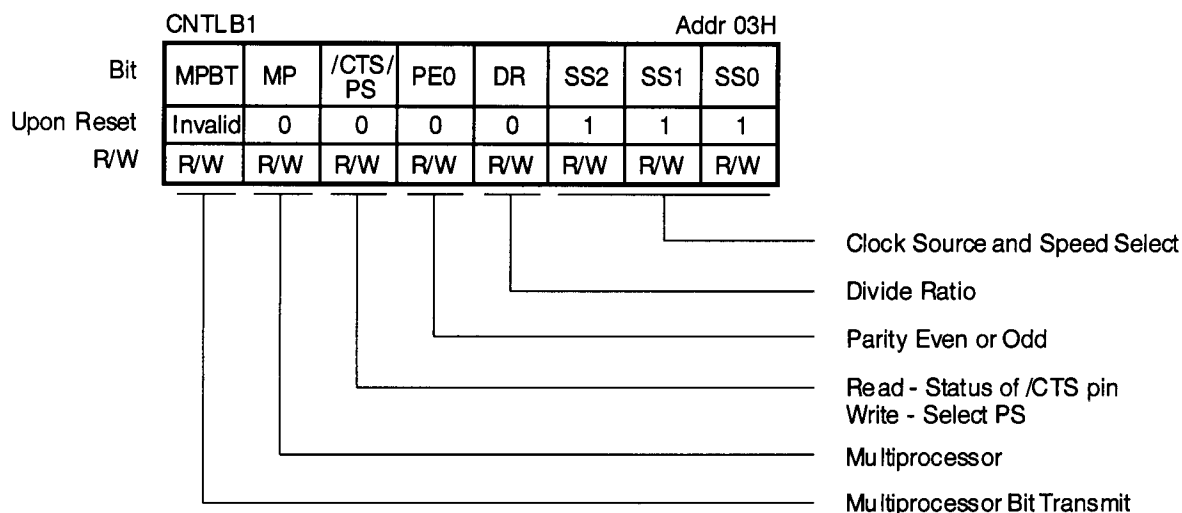 CNTLB1 Addr 03H
Bit MPBT MP /CTS/ PS PE0 DR SS2 SS1 SS0
Upon Reset Invalid 0 0 0 0 1 1 1
R/W R/W R/W R/W R/W R/W R/W R/W R/W
Clock Source and Speed Select
Divide Ratio
Parity Even or Odd
Read - Status of /CTS pin
Write - Select PS
Multiprocessor
Multiprocessor Bit Transmit